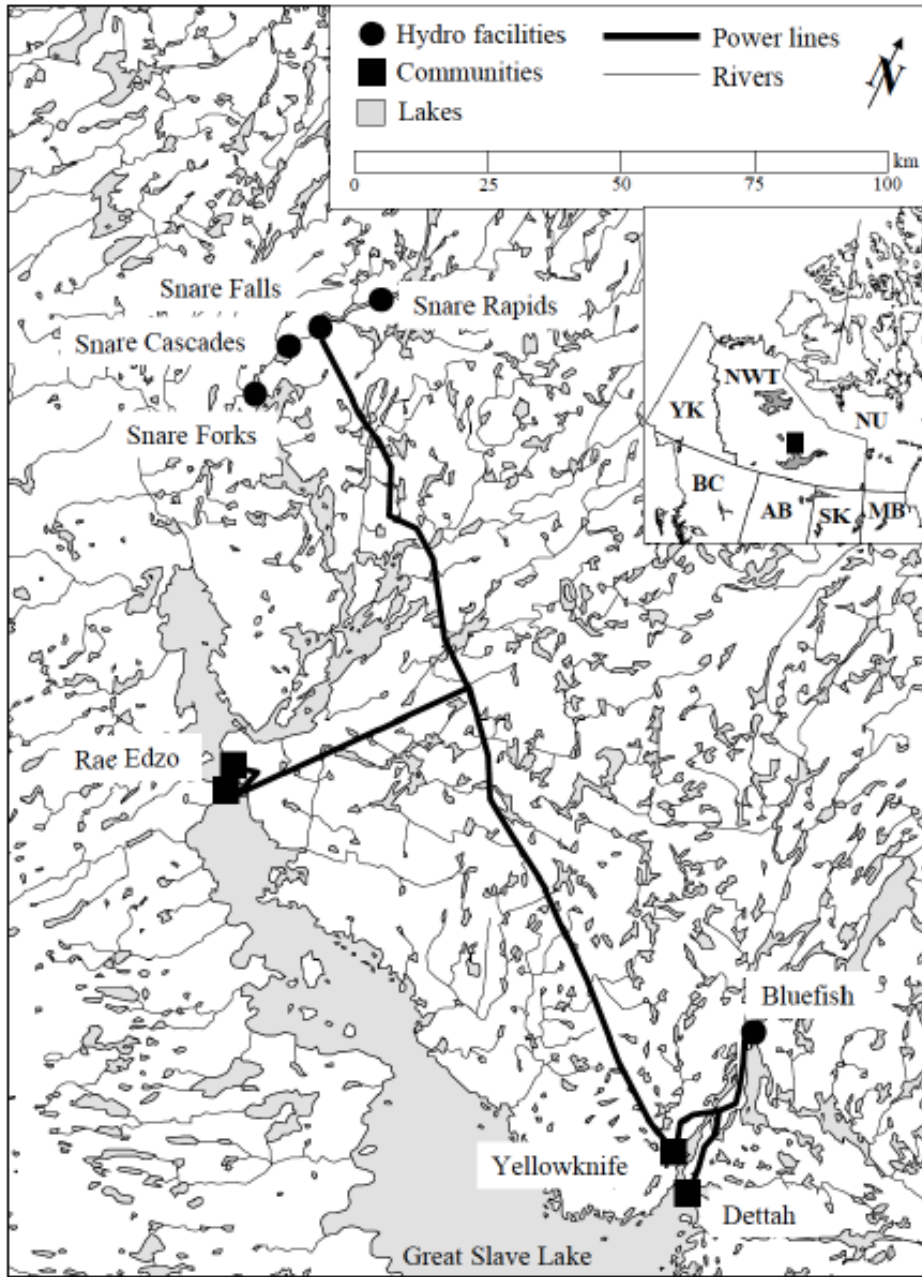 Hydro facilities
Power lines
Communities
Rivers
Lakes
N
km
0
25
50
75
100
Snare Falls
Snare Rapids
Snare Cascades
Snare Forks
NWT
YK
NU
BC
AB
SK
MB
Rae Edzo
Bluefish
Yellowknife
Dettah
Great Slave Lake